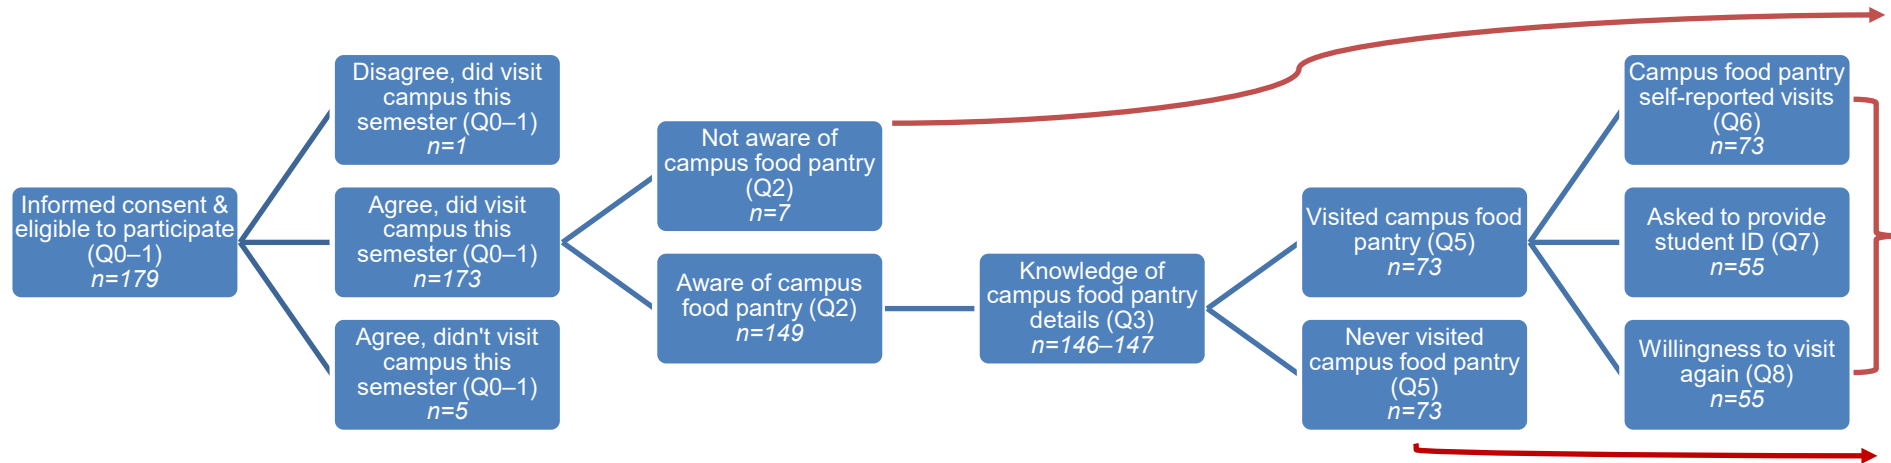 Informed consent &
eligible to participate
(Q0–1)
n=179
Disagree, did visit
campus this
semester (Q0–1)
n=1
Agree, did visit
campus this
semester (Q0–1)
n=173
Agree, didn't visit
campus this
semester (Q0–1)
n=5
Not aware of
campus food pantry
(Q2)
n=7
Aware of campus
food pantry (Q2)
n=149
Knowledge of
campus food pantry
details (Q3)
n=146–147
Visited campus food
pantry (Q5)
n=73
Never visited
campus food pantry
(Q5)
n=73
Campus food pantry
self-reported visits
(Q6)
n=73
Asked to provide
student ID (Q7)
n=55
Willingness to visit
again (Q8)
n=55